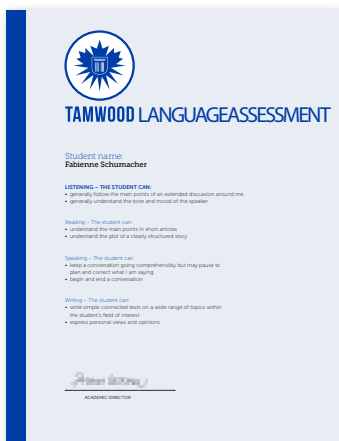 TAMWOOD LANGUAGEASSESSMENT
Student name:
Fabienne Schumacher
LISTENING – THE STUDENT CAN:
• generally follow the main points of an extended discussion around me.
• generally understand the tone and mood of the speaker
Reading – The student can:
• understand the main points in short articles
• understand the plot of a clearly structured story
Speaking – The student can:
• keep a conversation going comprehensibly but may pause to
plan and correct what I am saying
• begin and end a conversation
Writing – The student can:
• write simple connected texts on a wide range of topics within
the student's field of interest
• express personal views and opinions
ACADEMIC DIRECTOR